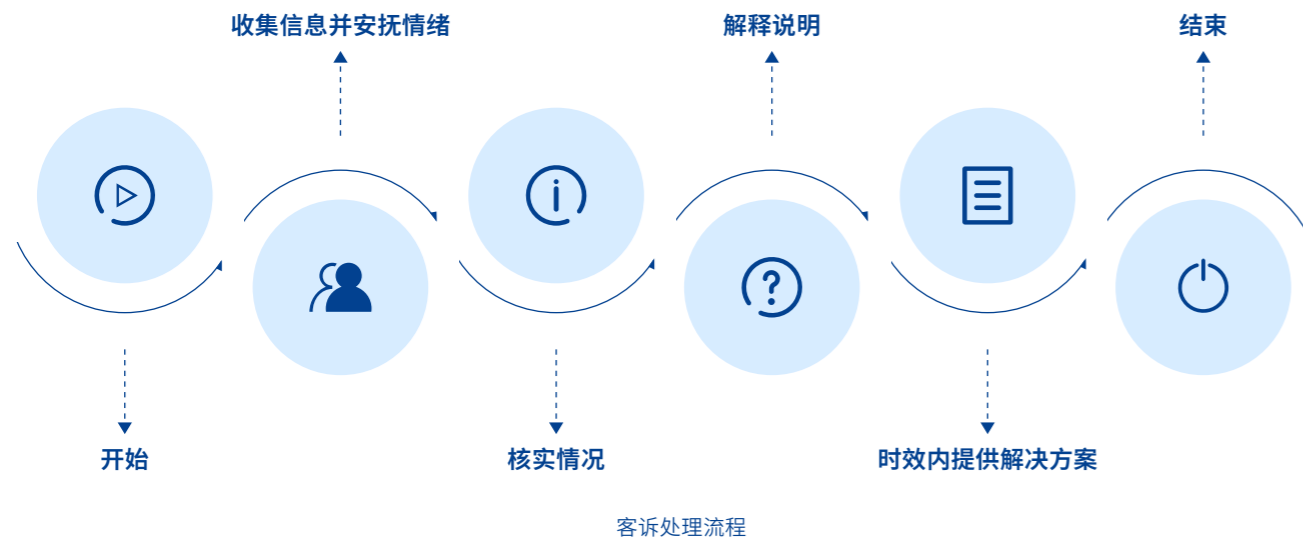 收集信息并安抚情绪
解释说明
结束
开始
核实情况
时效内提供解决方案
客诉处理流程